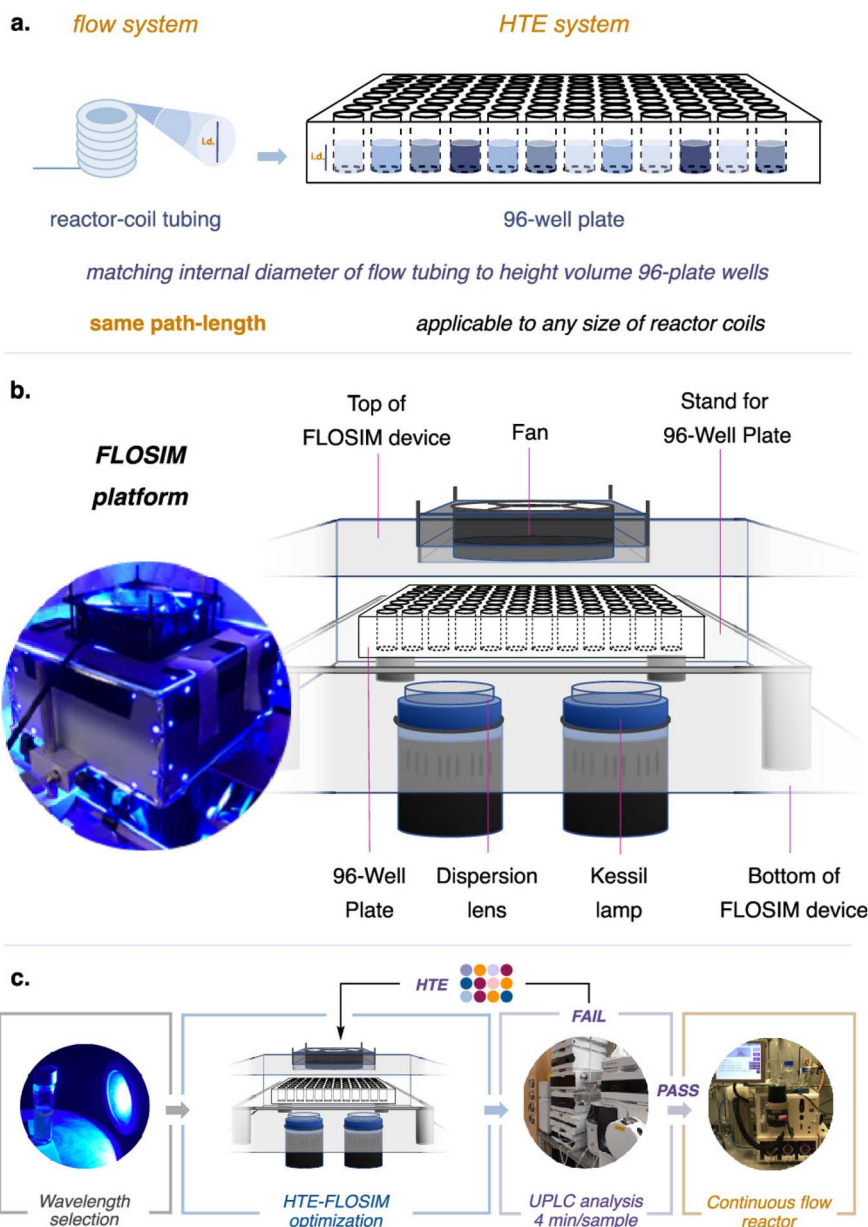 a.
flow system
HTE system
i.d.
i.d.
reactor-coil tubing
96-well plate
matching internal diameter of flow tubing to height volume 96-plate wells
same path-length
applicable to any size of reactor coils
b.
FLOSIM
platform
Top of
FLOSIM device
Fan
Stand for
96-Well Plate
96-Well
Plate
Dispersion
lens
Kessil
lamp
Bottom of
FLOSIM device
c.
HTE
FAIL
PASS
Wavelength
selection
HTE-FLOSIM
optimization
UPLC analysis
4 min/sample
Continuous flow
reactor